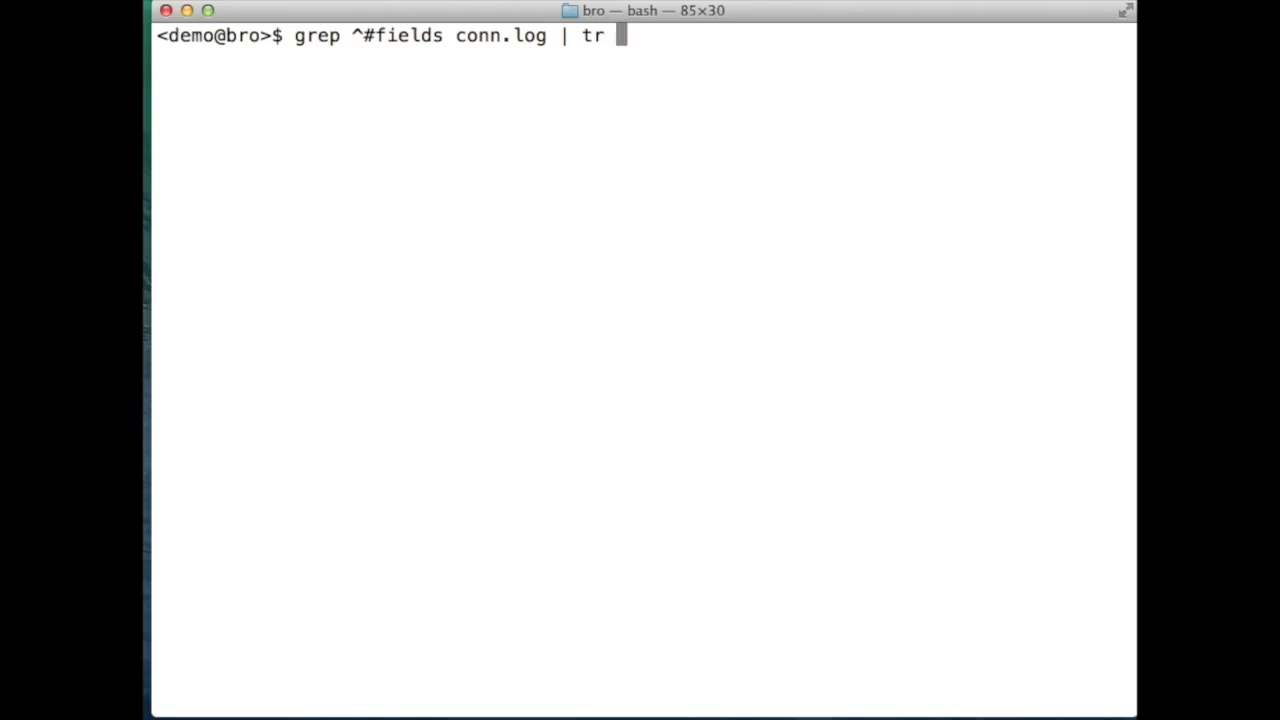 bro — bash — 85×30
<demo@bro>$ grep ^#fields conn.log | tr